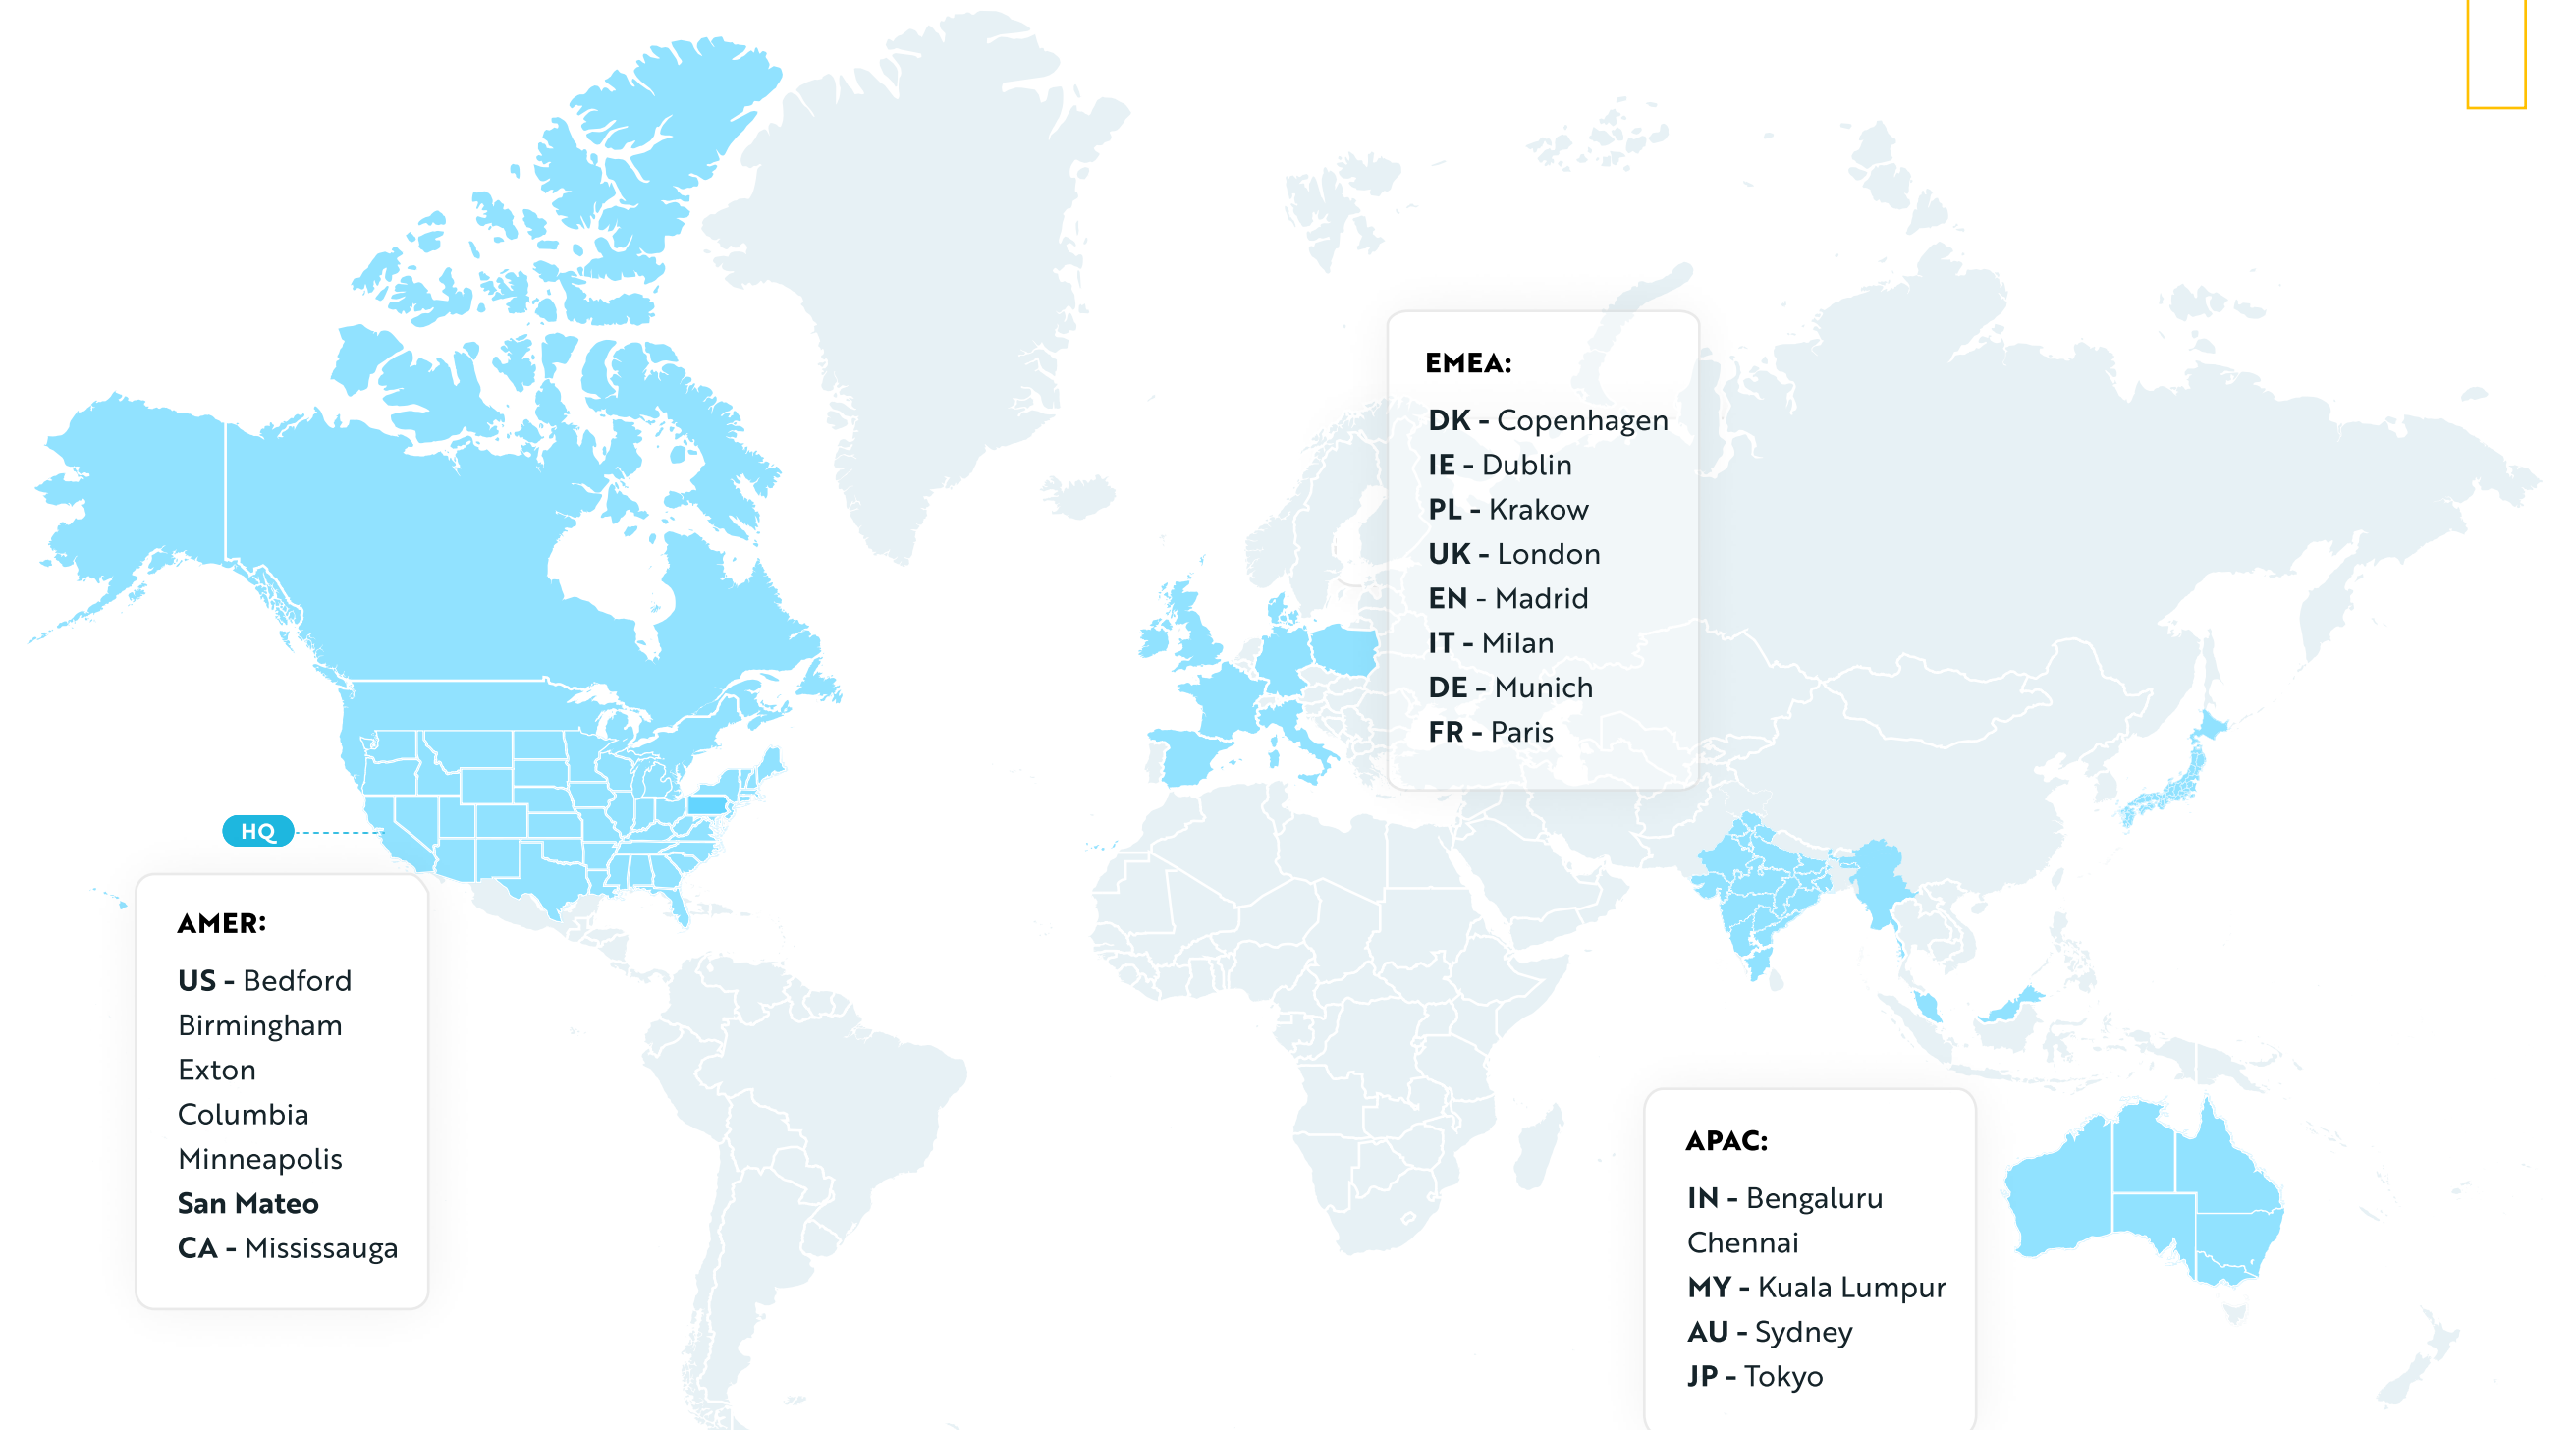 EMEA:
DK - Copenhagen
IE - Dublin
PL - Krakow
UK - London
EN - Madrid
IT - Milan
DE - Munich
FR - Paris
HQ
AMER:
US - Bedford
Birmingham
Exton
Columbia
Minneapolis
San Mateo
CA - Mississauga
APAC:
IN - Bengaluru
Chennai
MY - Kuala Lumpur
AU - Sydney
JP - Tokyo